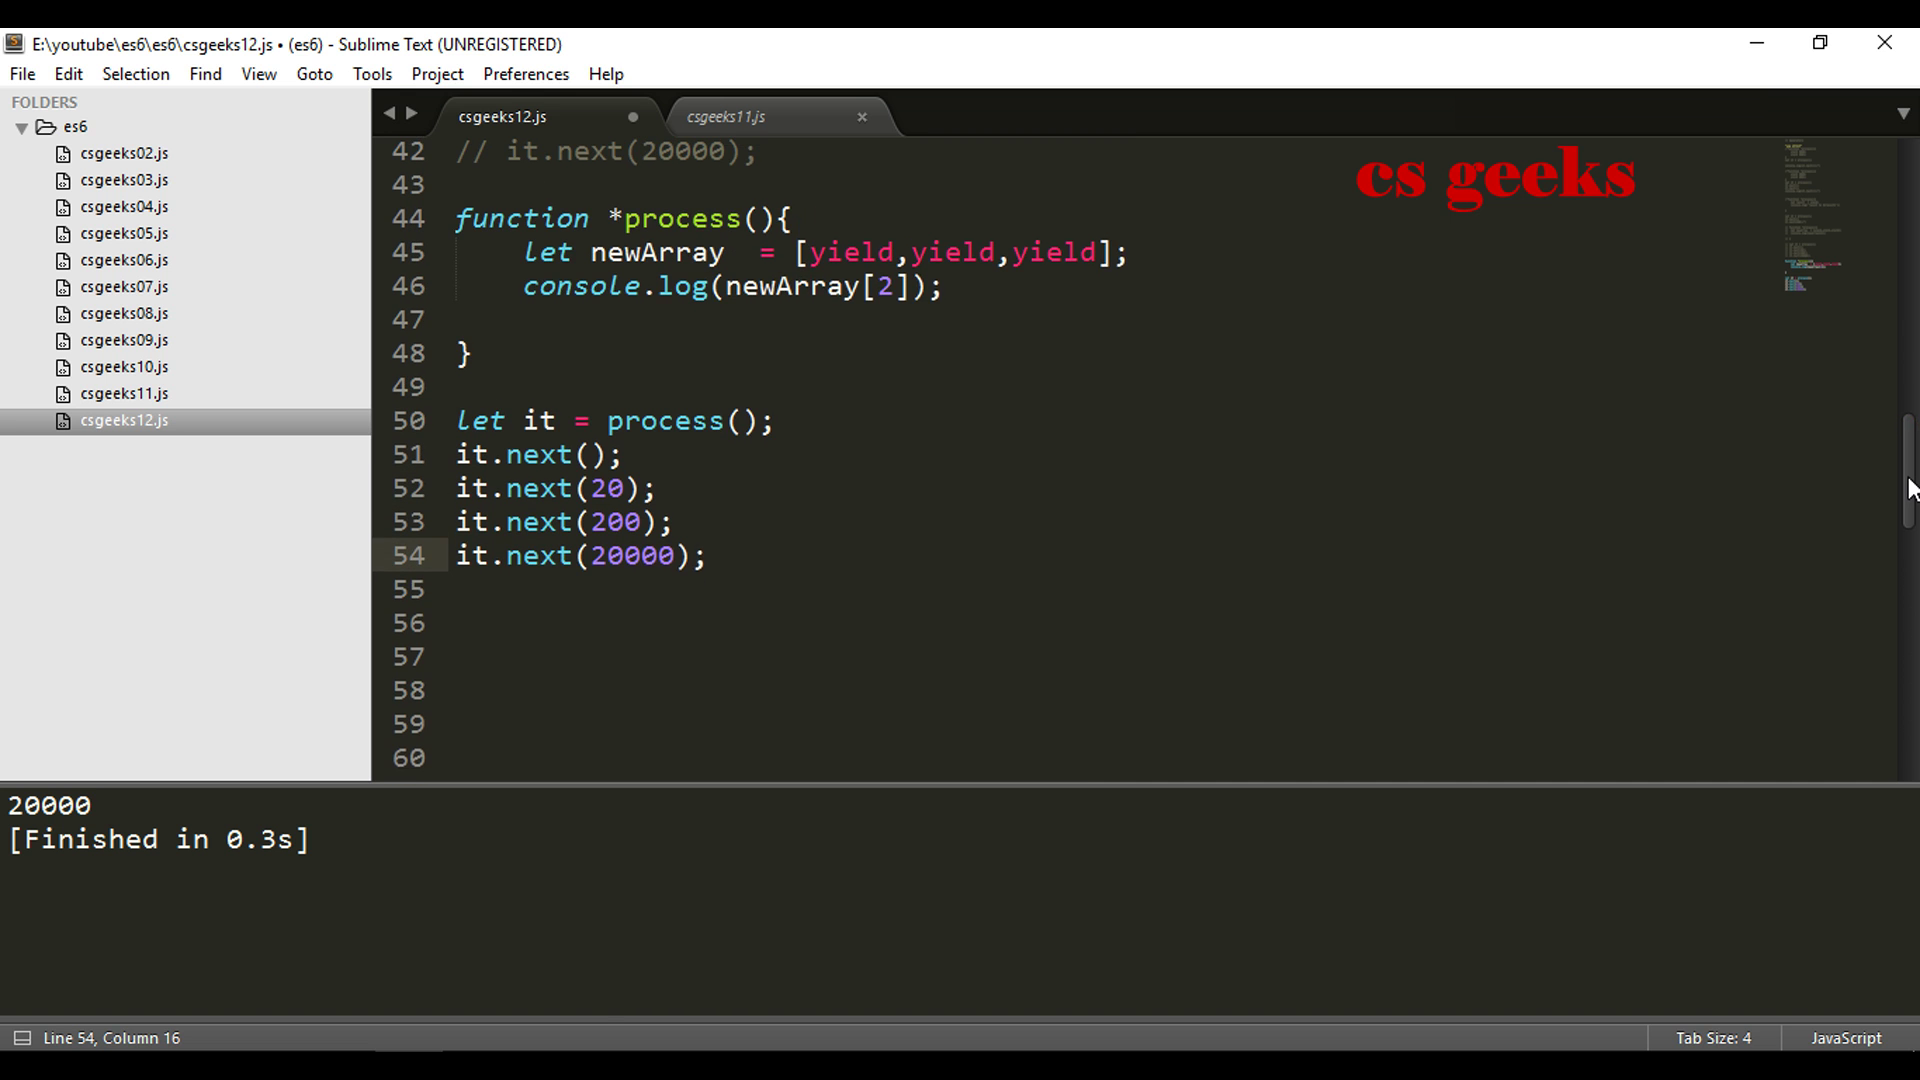 E:\youtube\es6\es6\csgeeks12.js • (es6) - Sublime Text (UNREGISTERED)
File Edit Selection Find View Goto Tools Project Preferences Help
FOLDERS
es6
csgeeks02.js
csgeeks03.js
csgeeks04.js
csgeeks05.js
csgeeks06.js
csgeeks07.js
csgeeks08.js
csgeeks09.js
csgeeks10.js
csgeeks11.js
csgeeks12.js
csgeeks12.js csgeeks11.js
cs geeks
42 // it.next(20000);
43
44 function *process(){
45 let newArray  = [yield,yield,yield];
46 console.log(newArray[2]);
47
48 }
49
50 let it = process();
51 it.next();
52 it.next(20);
53 it.next(200);
54 it.next(20000);
55
56
57
58
59
60
20000
[Finished in 0.3s]
Line 54, Column 16 Tab Size: 4 JavaScript